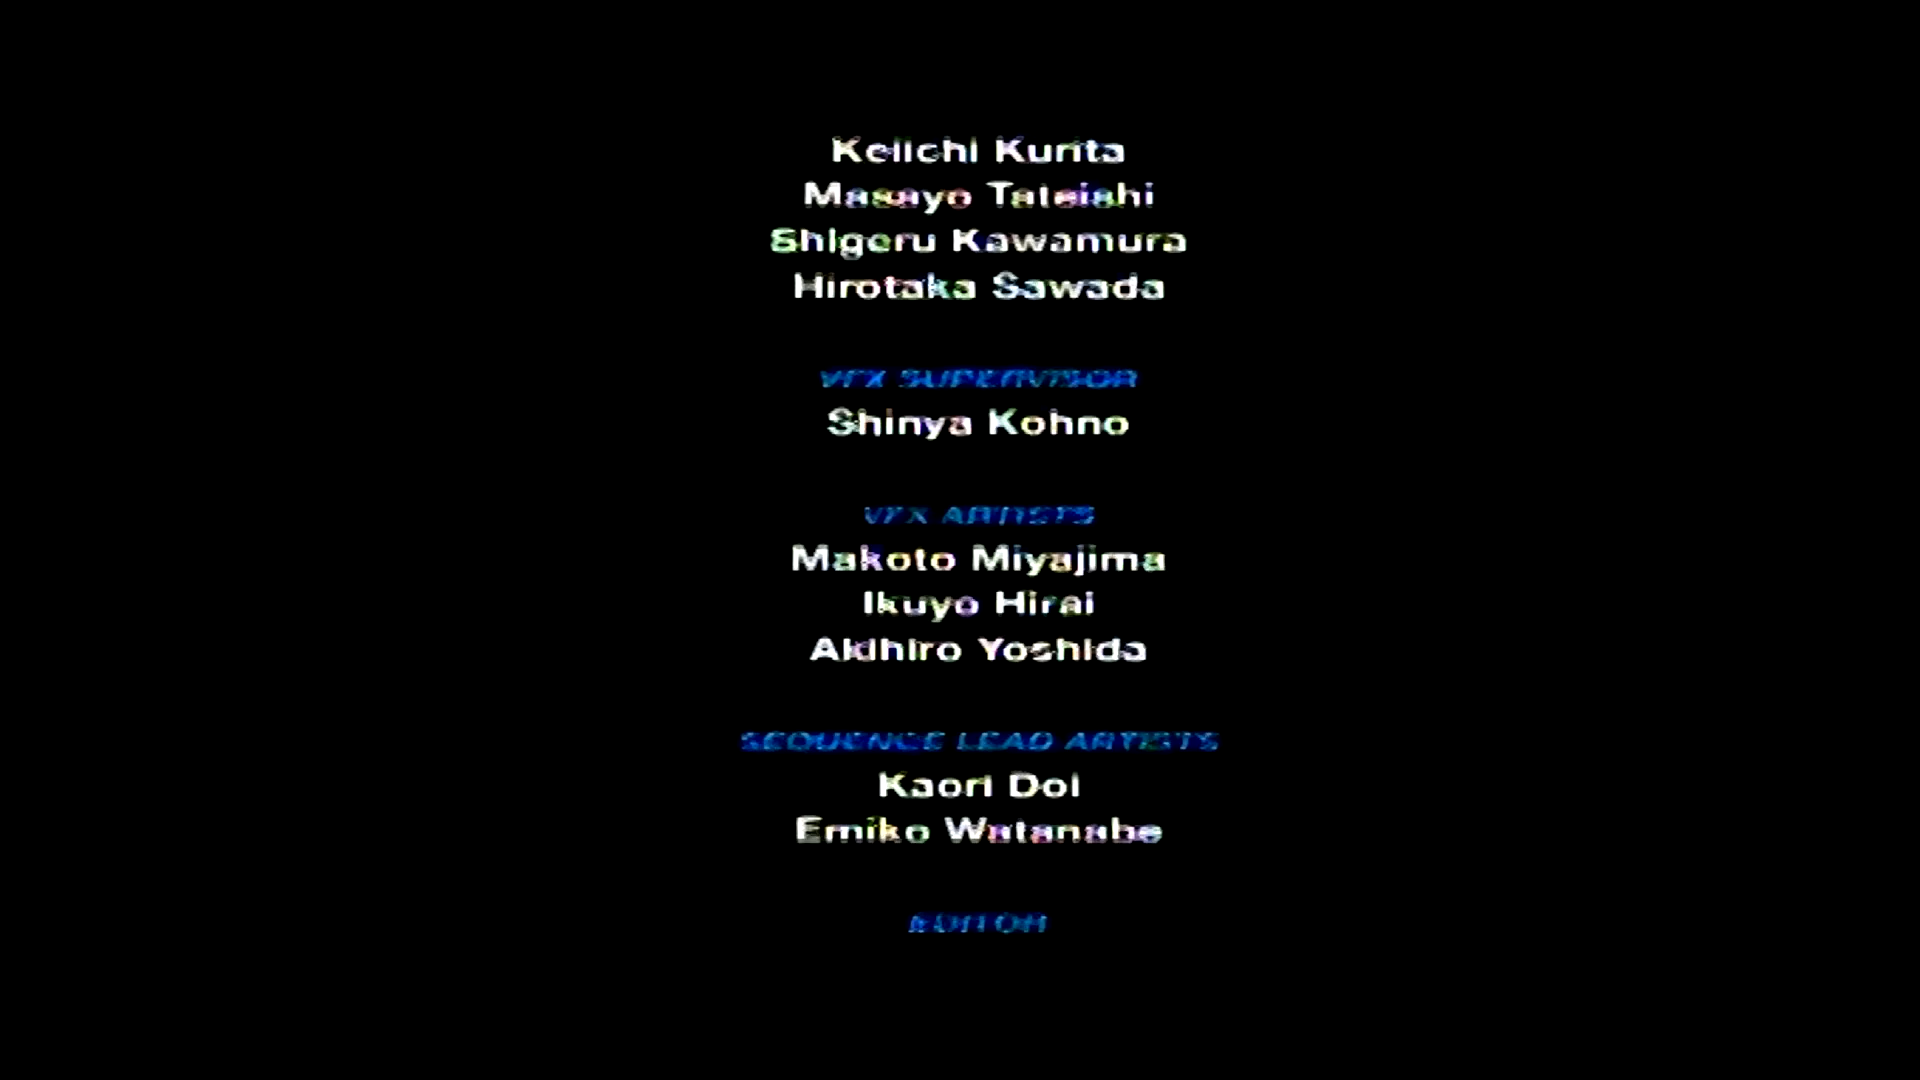 Keiichi Kurita
Masayo Tateishi
Shigeru Kawamura
Hirotaka Sawada
VFX SUPERVISOR
Shinya Kohno
VFX ARTISTS
Makoto Miyajima
Ikuyo Hirai
Akihiro Yoshida
SEQUENCE LEAD ARTISTS
Kaori Doi
Emiko Watanabe
EDITOR